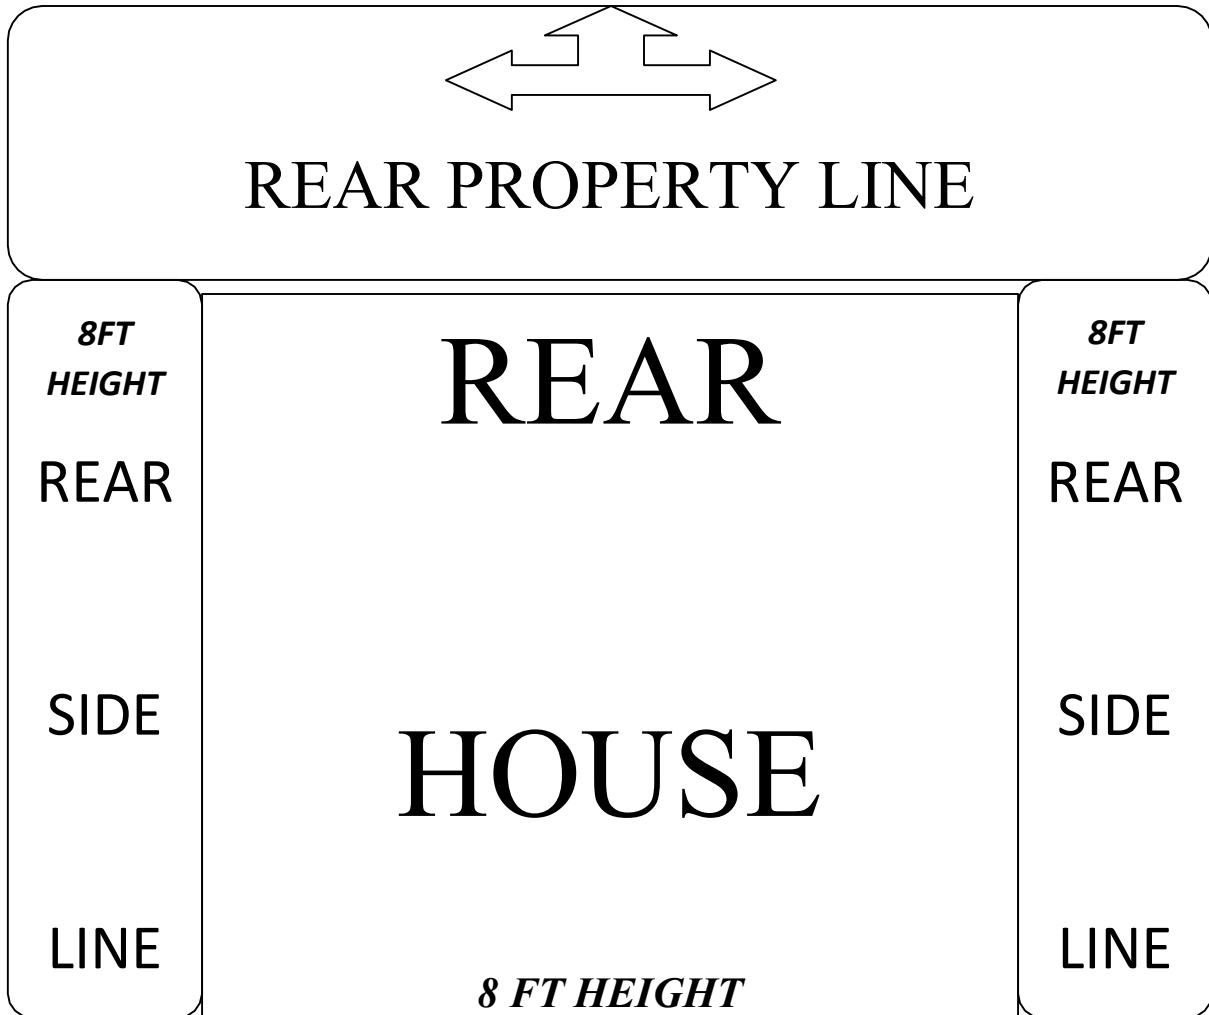 REAR PROPERTY LINE
8FT
HEIGHT
REAR
SIDE
LINE
REAR
HOUSE
8 FT HEIGHT
8FT
HEIGHT
REAR
SIDE
LINE